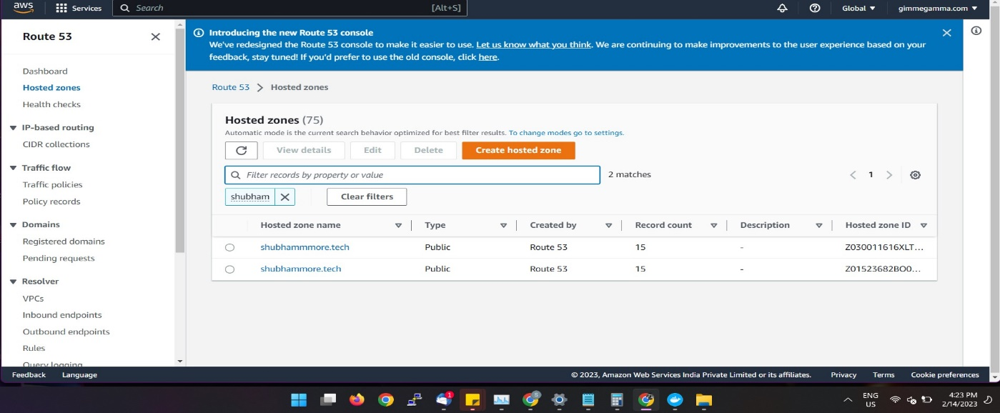 aws
Services
Search
[Alt+S]
Global
gimmegamma.com
Route 53
Introducing the new Route 53 console
We've redesigned the Route 53 console to make it easier to use. Let us know what you think. We are continuing to make improvements to the user experience based on your
feedback, stay tuned! If you'd prefer to use the old console, click here.
Dashboard
Hosted zones
Health checks
IP-based routing
CIDR collections
Traffic flow
Traffic policies
Policy records
Domains
Registered domains
Pending requests
Resolver
VPCs
Inbound endpoints
Outbound endpoints
Rules
Query logging
Route 53 > Hosted zones
Hosted zones (75)
Automatic mode is the current search behavior optimized for best filter results. To change modes go to settings.
View details
Edit
Delete
Create hosted zone
Filter records by property or value
2 matches
1
shubham
Clear filters
Hosted zone name Type Created by Record count Description Hosted zone ID
shubhammmore.tech Public Route 53 15 - Z030011616XLT...
shubhammore.tech Public Route 53 15 - Z01523682BO0...
Feedback Language
© 2023, Amazon Web Services India Private Limited or its affiliates. Privacy Terms Cookie preferences
1
S
ENG
US
4:23 PM
2/14/2023